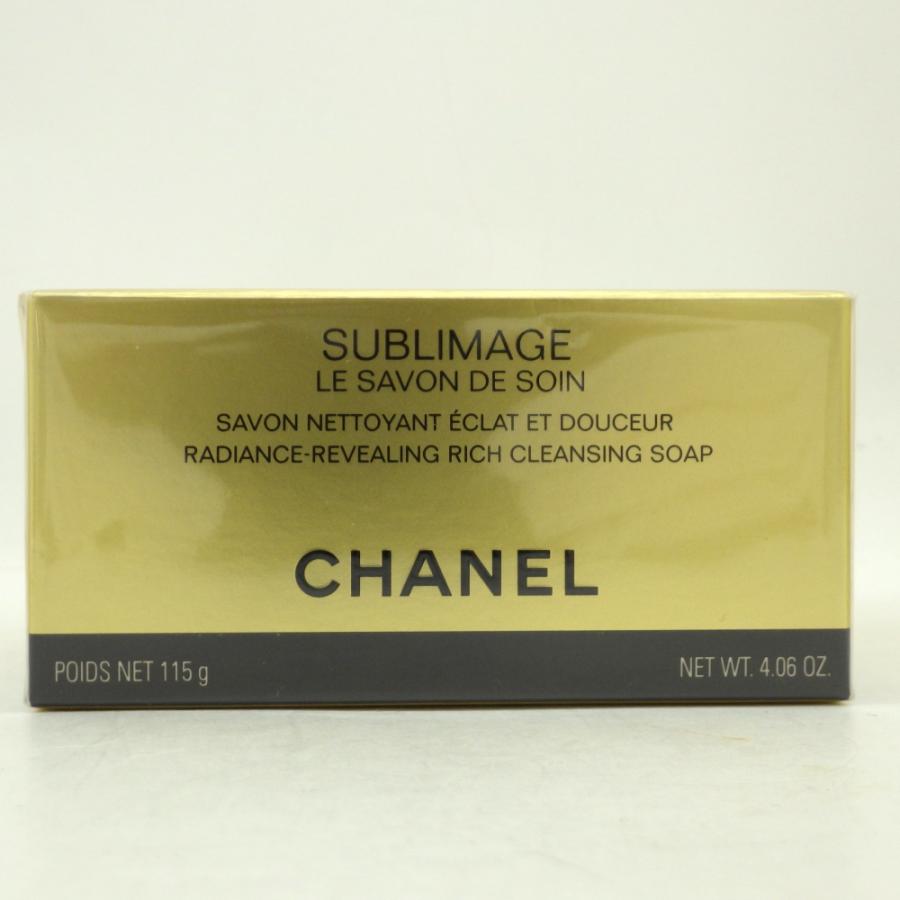 SUBLIMAGE
LE SAVON DE SOIN
SAVON NETTOYANT ÉCLAT ET DOUCEUR
RADIANCE-REVEALING RICH CLEANSING SOAP
CHANEL
POIDS NET 115 g
NET WT. 4.06 OZ.